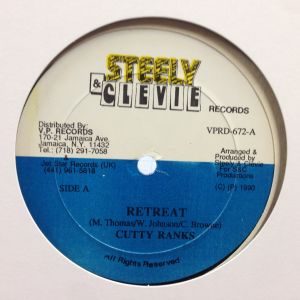 STEELY
& CLEVIE
RECORDS
Distributed By:
V.P. RECORDS
170-21 Jamaica Ave
Jamaica, N.Y. 11432
Tel.: (718) 291-7058
&
Jet Star Records (UK)
(441) 961-5818
SIDE A
VPRD-672-A
Arranged &
Produced by
Steely & Clevie
For S&C
Productions
(C) (P) 1990
RETREAT
(M. Thomas/W. Johnson/C. Browne)
CUTTY RANKS
All Rights Reserved